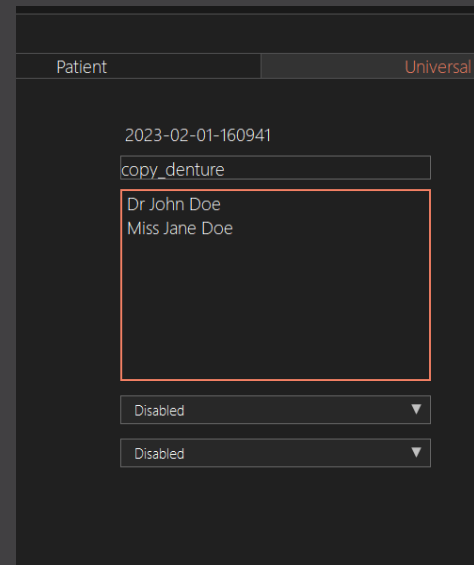 Patient
Universal
2023-02-01-160941
copy_denture
Dr John Doe
Miss Jane Doe
Disabled
Disabled